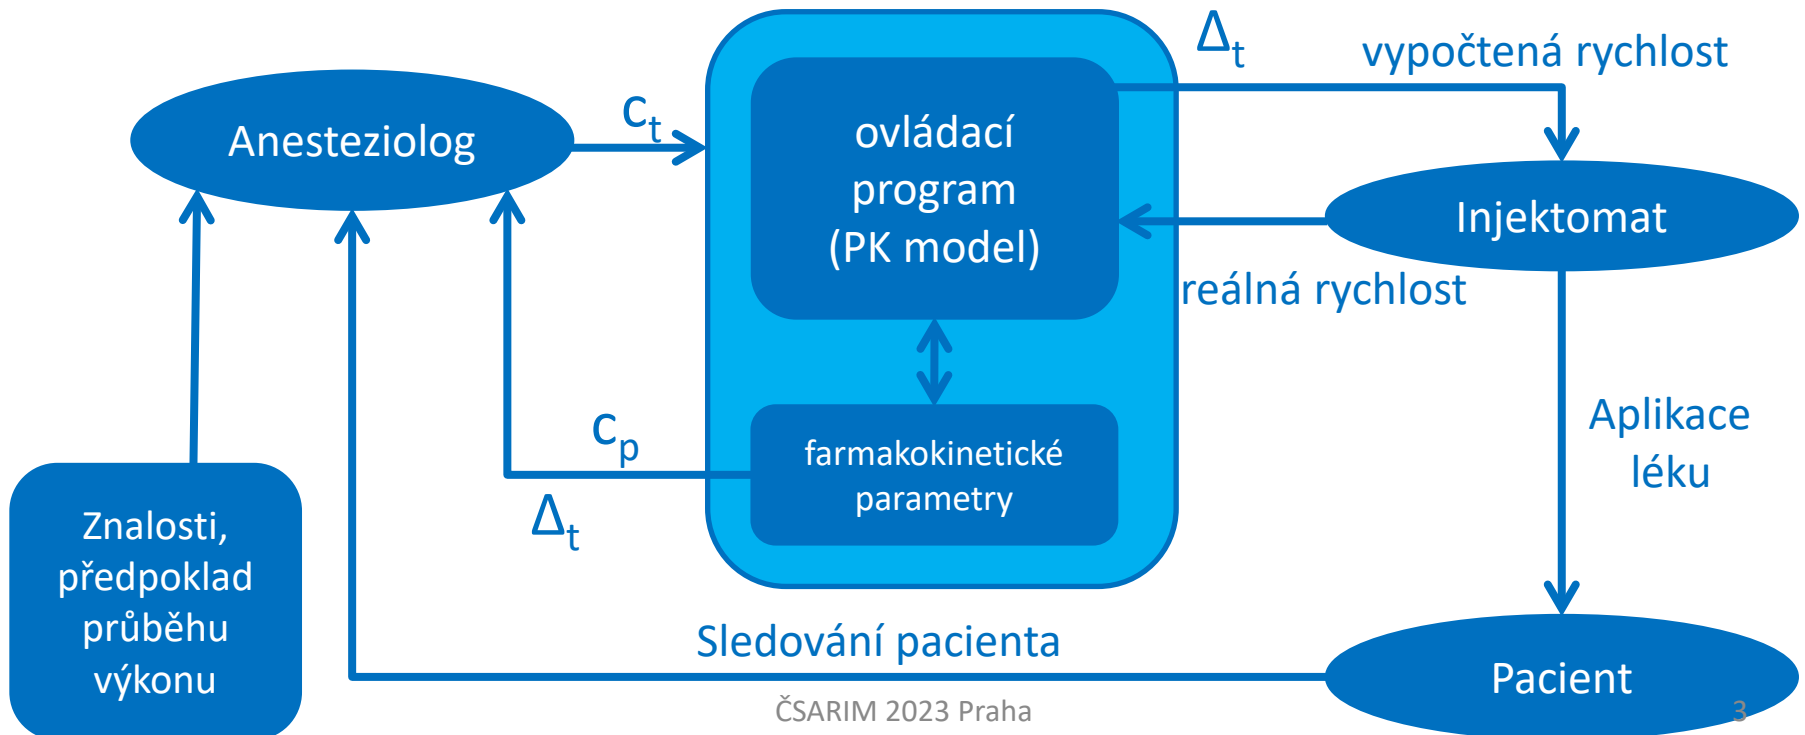 Δt
vypočtená rychlost
Anesteziolog
ct
ovládací
program
(PK model)
Injektomat
reálná rychlost
Aplikace
léku
cp
Δt
farmakokinetické
parametry
Znalosti,
předpoklad
průběhu
výkonu
Sledování pacienta
Pacient
ČSARIM 2023 Praha
3